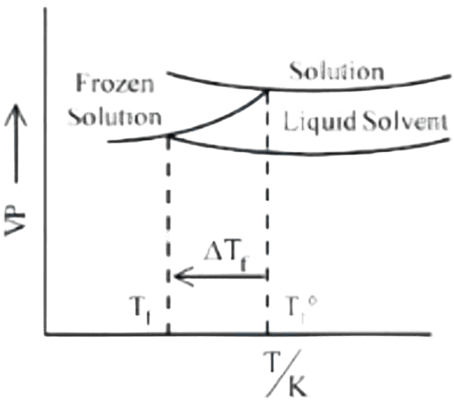 Frozen
Solution
Solution
Liquid Solvent
VP
ΔTf
Tf
Tf°
T/K